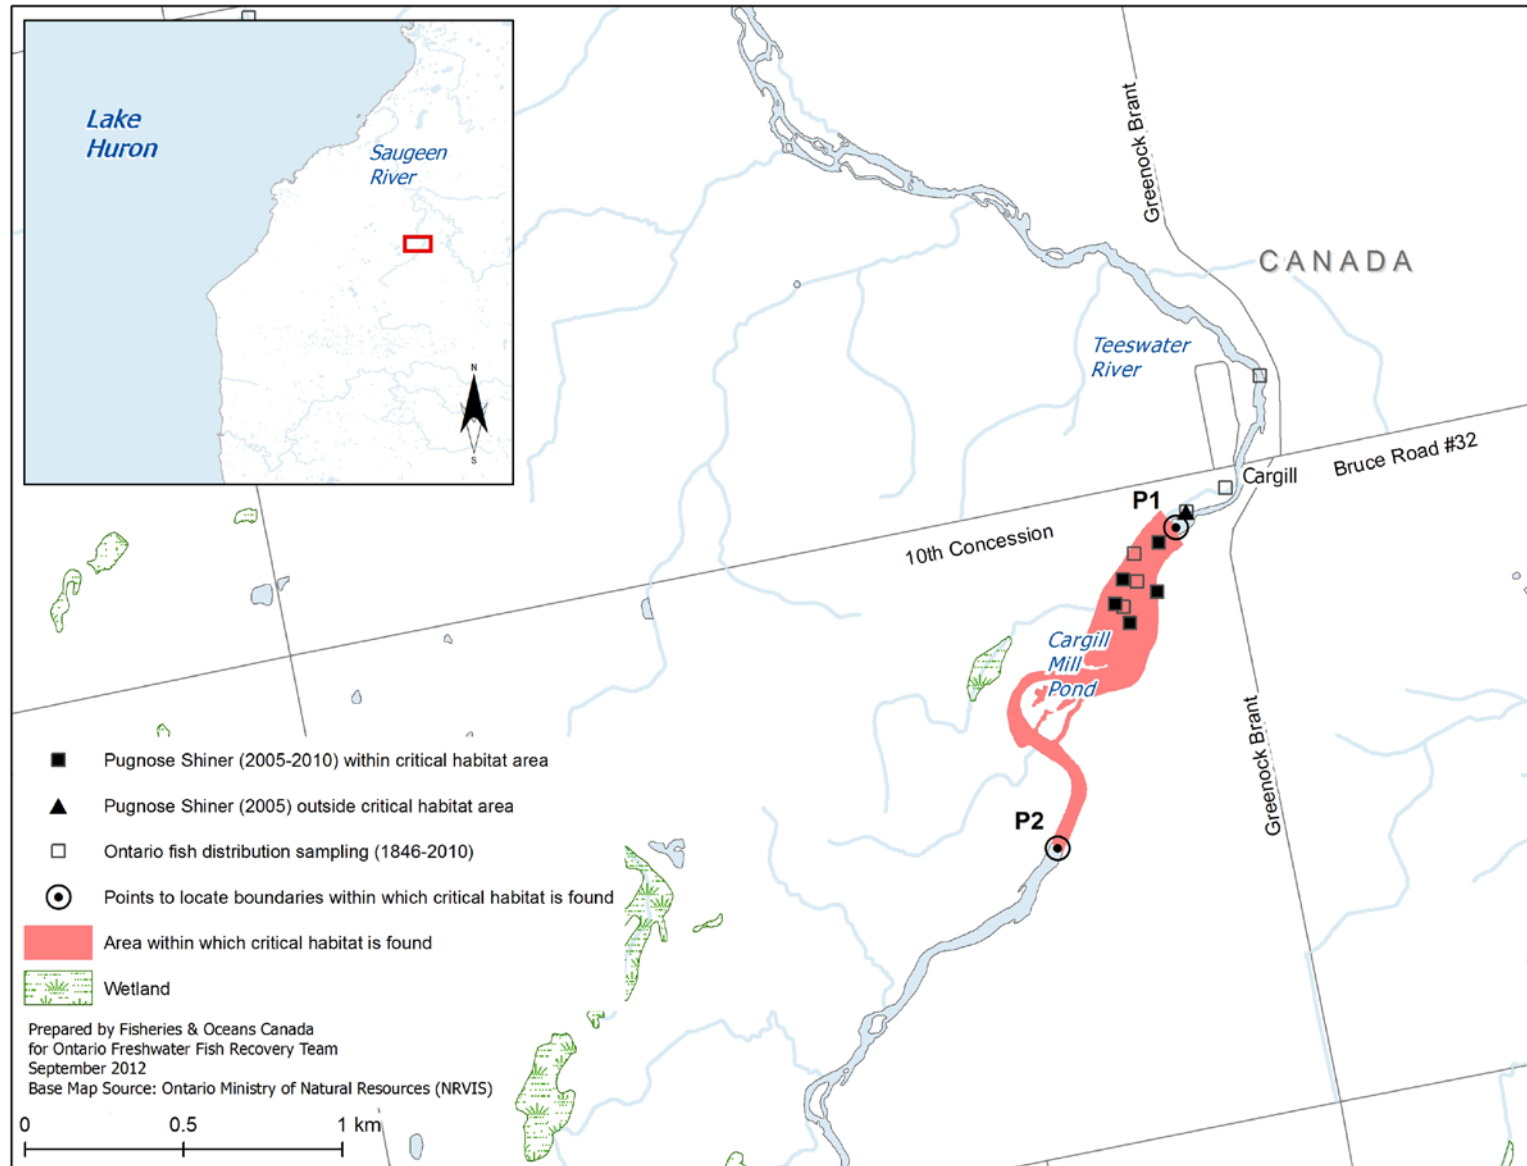 Lake
Huron
Saugeen
River
N
S
Greenock Brant
CANADA
Teeswater
River
Bruce Road #32
Cargill
P1
10th Concession
Cargill
Mill
Pond
Greenock Brant
P2
Pugnose Shiner (2005-2010) within critical habitat area
Pugnose Shiner (2005) outside critical habitat area
Ontario fish distribution sampling (1846-2010)
Points to locate boundaries within which critical habitat is found
Area within which critical habitat is found
Wetland
Prepared by Fisheries & Oceans Canada
for Ontario Freshwater Fish Recovery Team
September 2012
Base Map Source: Ontario Ministry of Natural Resources (NRVIS)
0 0.5 1 km